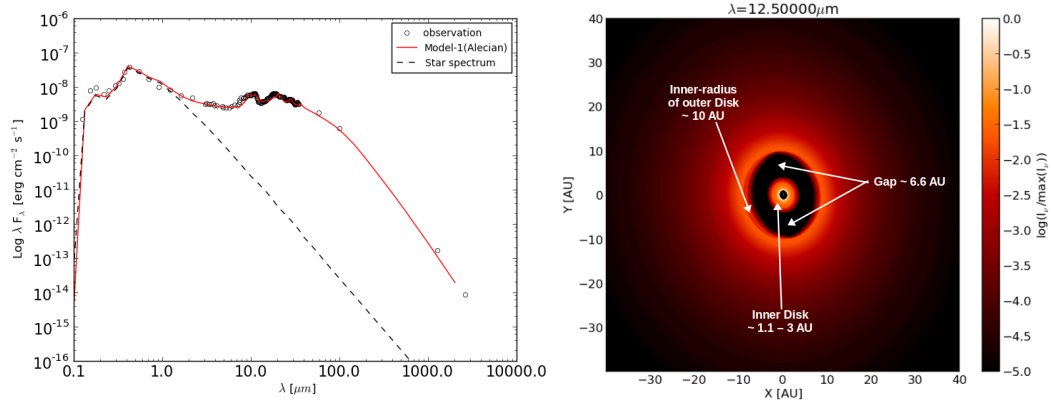 10⁻⁶
10⁻⁷
10⁻⁸
10⁻⁹
10⁻¹⁰
10⁻¹¹
10⁻¹²
10⁻¹³
10⁻¹⁴
10⁻¹⁵
10⁻¹⁶
Log λ F_λ [erg cm⁻² s⁻¹]
observation
Model-1(Alecian)
Star spectrum
0.1 1.0 10.0 100.0 1000.0 10000.0
λ [μm]
λ=12.50000μm
40
30
20
10
0
−10
−20
−30
Y [AU]
Inner-radius
of outer Disk
~ 10 AU
Gap ~ 6.6 AU
Inner Disk
~ 1.1 – 3 AU
−30 −20 −10 0 10 20 30 40
X [AU]
0.0
−0.5
−1.0
−1.5
−2.0
−2.5
−3.0
−3.5
−4.0
−4.5
−5.0
log(I_ν/max(I_ν))